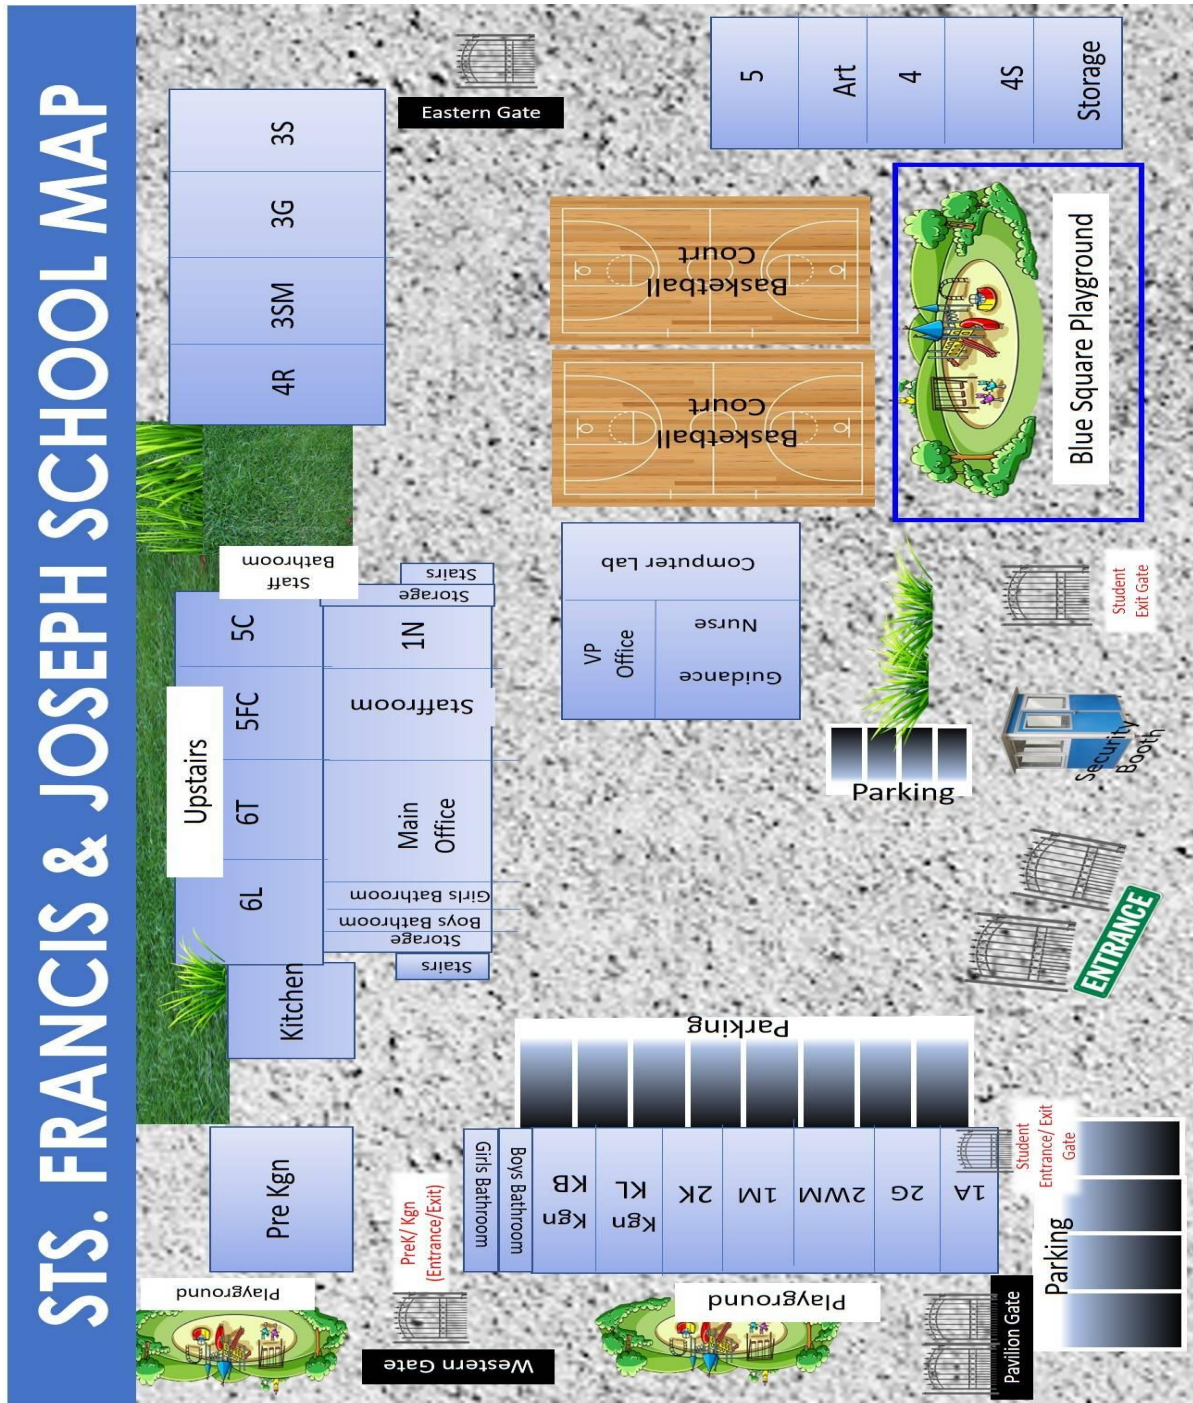 STS. FRANCIS & JOSEPH SCHOOL MAP
3S
3G
3SM
4R
Eastern Gate
5
Art
4
4S
Storage
Basketball
Court
Basketball
Court
Blue Square Playground
Staff
Bathroom
Upstairs
5C
5FC
6T
6L
Stairs
Storage
1N
Staffroom
Main
Office
Girls Bathroom
Boys Bathroom
Storage
Stairs
Kitchen
Computer Lab
VP
Office
Nurse
Guidance
Student
Exit Gate
Security
Booth
Parking
ENTRANCE
Parking
Pre Kgn
Playground
PreK/ Kgn
(Entrance/Exit)
Western Gate
Girls Bathroom
Boys Bathroom
Kgn
KB
Kgn
KL
2K
1M
2WM
2G
1A
Student
Entrance/ Exit
Gate
Parking
Playground
Pavilion Gate